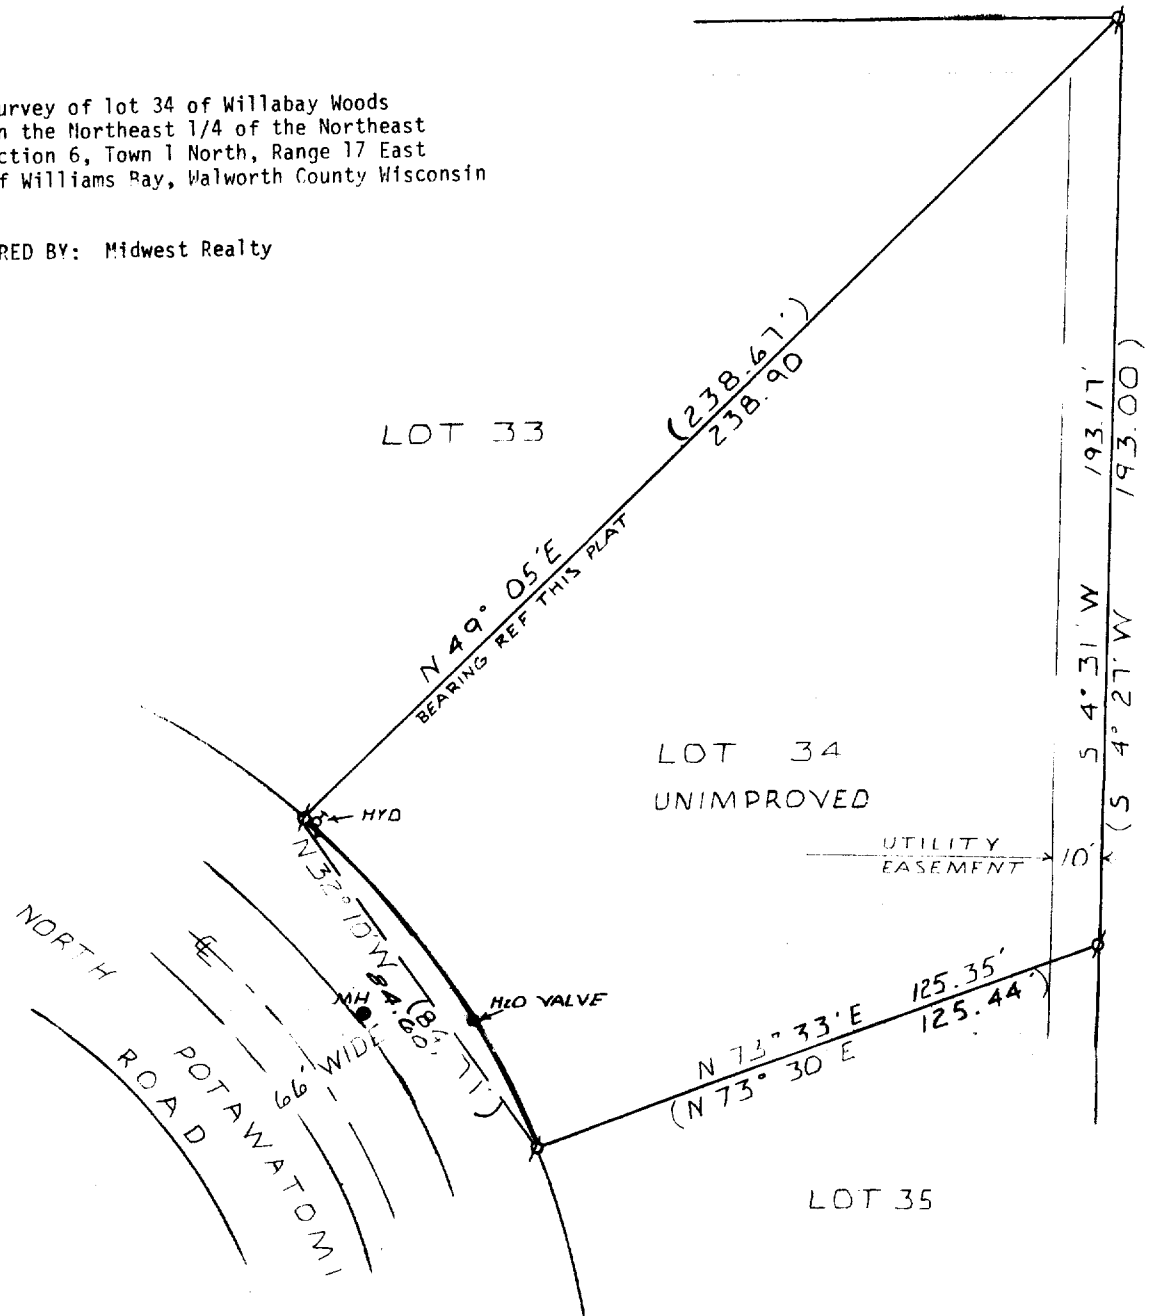 urvey of lot 34 of Willabay Woods
n the Northeast 1/4 of the Northeast
ction 6, Town 1 North, Range 17 East
f Williams Bay, Walworth County Wisconsin
RED BY: Midwest Realty
(238.67')
238.90
LOT 33
193.17'
193.00)
N 49° 05'E
BEARING REF THIS PLAT
S 4° 31' W
(S 4° 27' W
LOT 34
UNIMPROVED
HYD
UTILITY
EASEMENT
10'
N 32° 10' W
84.60'
NORTH
POTAWATOMI
ROAD
℄
MH
66' WIDE
H2O VALVE
125.35'
125.44')
N 73° 33' E
(N 73° 30 E
LOT 35